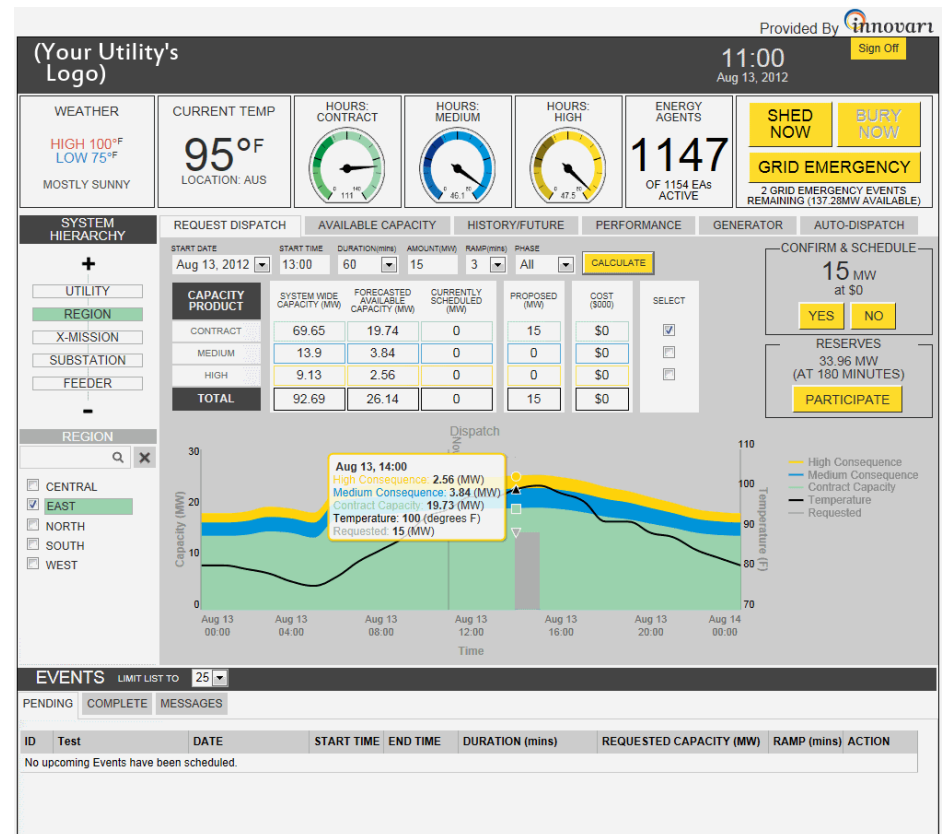 Provided By innovari
(Your Utility's
Logo)
11:00
Aug 13, 2012
Sign Off
WEATHER
HIGH 100°F
LOW 75°F
MOSTLY SUNNY
CURRENT TEMP
95°F
LOCATION: AUS
HOURS:
CONTRACT
0 160
111
HOURS:
MEDIUM
0
46.1
HOURS:
HIGH
0
47.5
ENERGY
AGENTS
1147
OF 1154 EAs
ACTIVE
SHED
NOW
BURY
NOW
GRID EMERGENCY
2 GRID EMERGENCY EVENTS
REMAINING (137.28MW AVAILABLE)
SYSTEM
HIERARCHY
+
UTILITY
REGION
X-MISSION
SUBSTATION
FEEDER
-
REGION
CENTRAL
EAST
NORTH
SOUTH
WEST
REQUEST DISPATCH AVAILABLE CAPACITY HISTORY/FUTURE PERFORMANCE GENERATOR AUTO-DISPATCH
START DATE START TIME DURATION(mins) AMOUNT(MW) RAMP(mins) PHASE
Aug 13, 2012 13:00 60 15 3 All CALCULATE
CAPACITY PRODUCT SYSTEM WIDE CAPACITY (MW) FORECASTED AVAILABLE CAPACITY (MW) CURRENTLY SCHEDULED (MW) PROPOSED (MW) COST ($000) SELECT
CONTRACT 69.65 19.74 0 15 $0
MEDIUM 13.9 3.84 0 0 $0
HIGH 9.13 2.56 0 0 $0
TOTAL 92.69 26.14 0 15 $0
CONFIRM & SCHEDULE
15 MW
at $0
YES NO
RESERVES
33.96 MW
(AT 180 MINUTES)
PARTICIPATE
Dispatch
Capacity (MW)
30
20
10
0
Aug 13, 14:00
High Consequence: 2.56 (MW)
Medium Consequence: 3.84 (MW)
Contract Capacity: 19.73 (MW)
Temperature: 100 (degrees F)
Requested: 15 (MW)
110
100
90
80
70
Temperature (F)
High Consequence
Medium Consequence
Contract Capacity
Temperature
Requested
Aug 13 Aug 13 Aug 13 Aug 13 Aug 13 Aug 13 Aug 14
00:00 04:00 08:00 12:00 16:00 20:00 00:00
Time
EVENTS LIMIT LIST TO 25
PENDING COMPLETE MESSAGES
ID Test DATE START TIME END TIME DURATION (mins) REQUESTED CAPACITY (MW) RAMP (mins) ACTION
No upcoming Events have been scheduled.